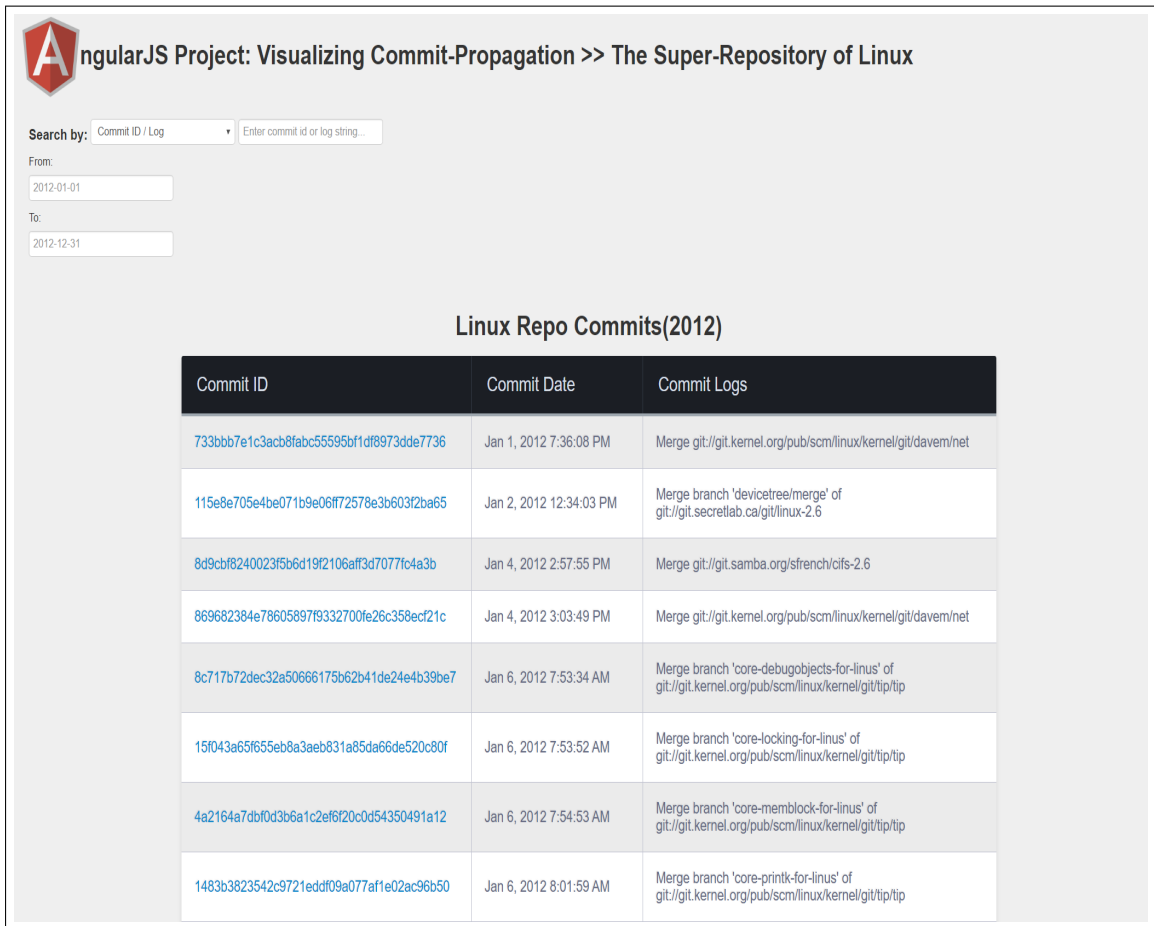 AngularJS Project: Visualizing Commit-Propagation >> The Super-Repository of Linux
Search by: Commit ID / Log Enter commit id or log string...
From:
2012-01-01
To:
2012-12-31
Linux Repo Commits(2012)
Commit ID Commit Date Commit Logs
733bbb7e1c3acb8fabc55595bf1df8973dde7736 Jan 1, 2012 7:36:08 PM Merge git://git.kernel.org/pub/scm/linux/kernel/git/davem/net
115e8e705e4be071b9e06ff72578e3b603f2ba65 Jan 2, 2012 12:34:03 PM Merge branch 'devicetree/merge' of
git://git.secretlab.ca/git/linux-2.6
8d9cbf8240023f5b6d19f2106aff3d7077fc4a3b Jan 4, 2012 2:57:55 PM Merge git://git.samba.org/sfrench/cifs-2.6
869682384e78605897f9332700fe26c358ecf21c Jan 4, 2012 3:03:49 PM Merge git://git.kernel.org/pub/scm/linux/kernel/git/davem/net
8c717b72dec32a50666175b62b41de24e4b39be7 Jan 6, 2012 7:53:34 AM Merge branch 'core-debugobjects-for-linus' of
git://git.kernel.org/pub/scm/linux/kernel/git/tip/tip
15f043a65f655eb8a3aeb831a85da66de520c80f Jan 6, 2012 7:53:52 AM Merge branch 'core-locking-for-linus' of
git://git.kernel.org/pub/scm/linux/kernel/git/tip/tip
4a2164a7dbf0d3b6a1c2ef6f20c0d54350491a12 Jan 6, 2012 7:54:53 AM Merge branch 'core-memblock-for-linus' of
git://git.kernel.org/pub/scm/linux/kernel/git/tip/tip
1483b3823542c9721eddf09a077af1e02ac96b50 Jan 6, 2012 8:01:59 AM Merge branch 'core-printk-for-linus' of
git://git.kernel.org/pub/scm/linux/kernel/git/tip/tip